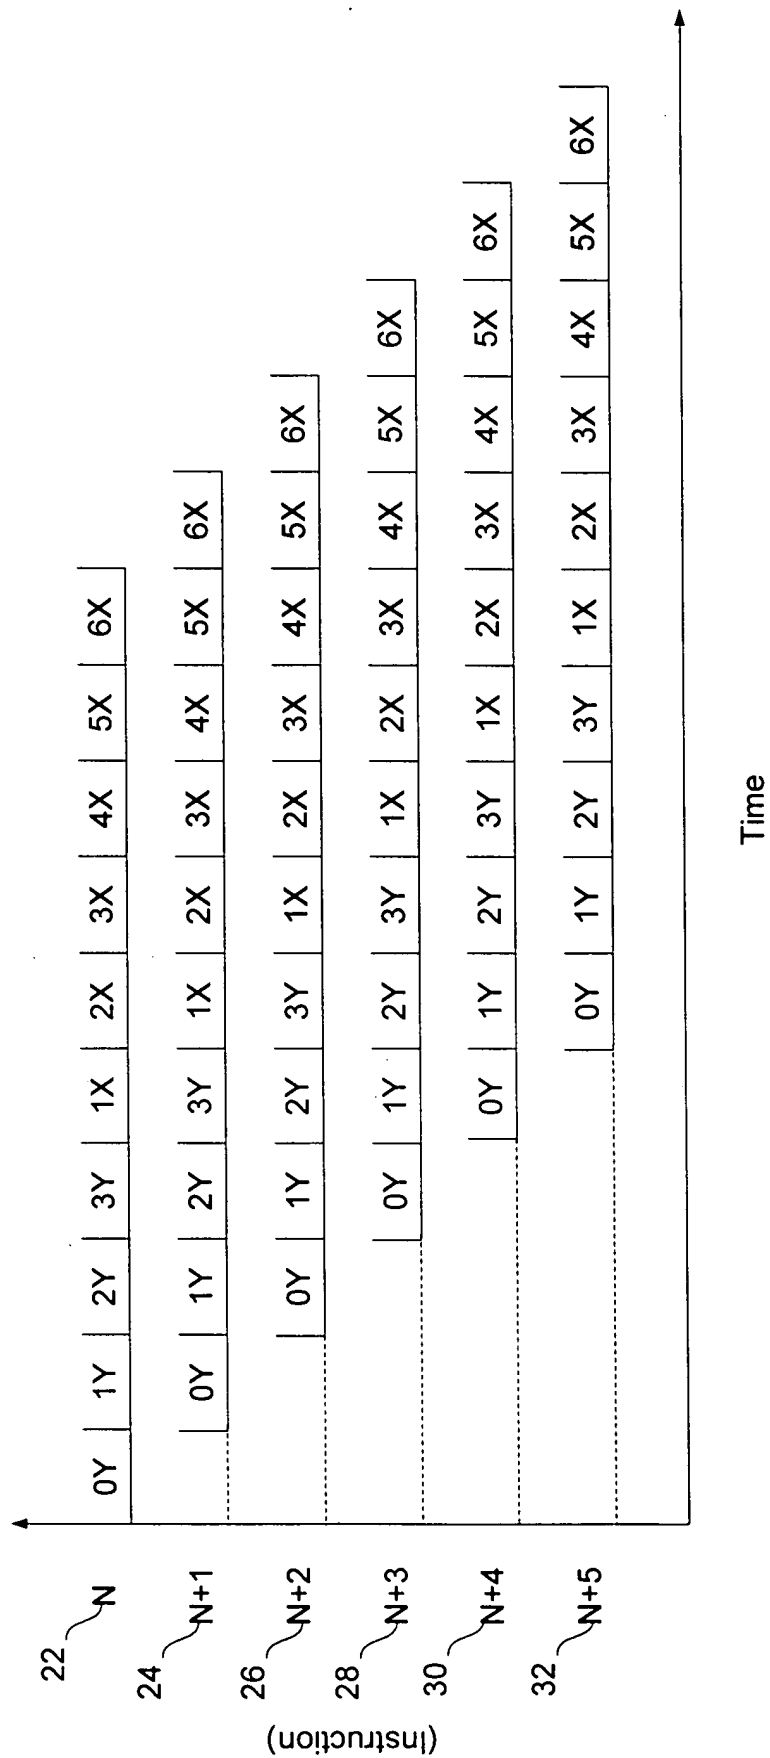 22 N 0Y 1Y 2Y 3Y 1X 2X 3X 4X 5X 6X
24 N+1 0Y 1Y 2Y 3Y 1X 2X 3X 4X 5X 6X
26 N+2 0Y 1Y 2Y 3Y 1X 2X 3X 4X 5X 6X
28 N+3 0Y 1Y 2Y 3Y 1X 2X 3X 4X 5X 6X
30 N+4 0Y 1Y 2Y 3Y 1X 2X 3X 4X 5X 6X
32 N+5 0Y 1Y 2Y 3Y 1X 2X 3X 4X 5X 6X
(Instruction)
Time